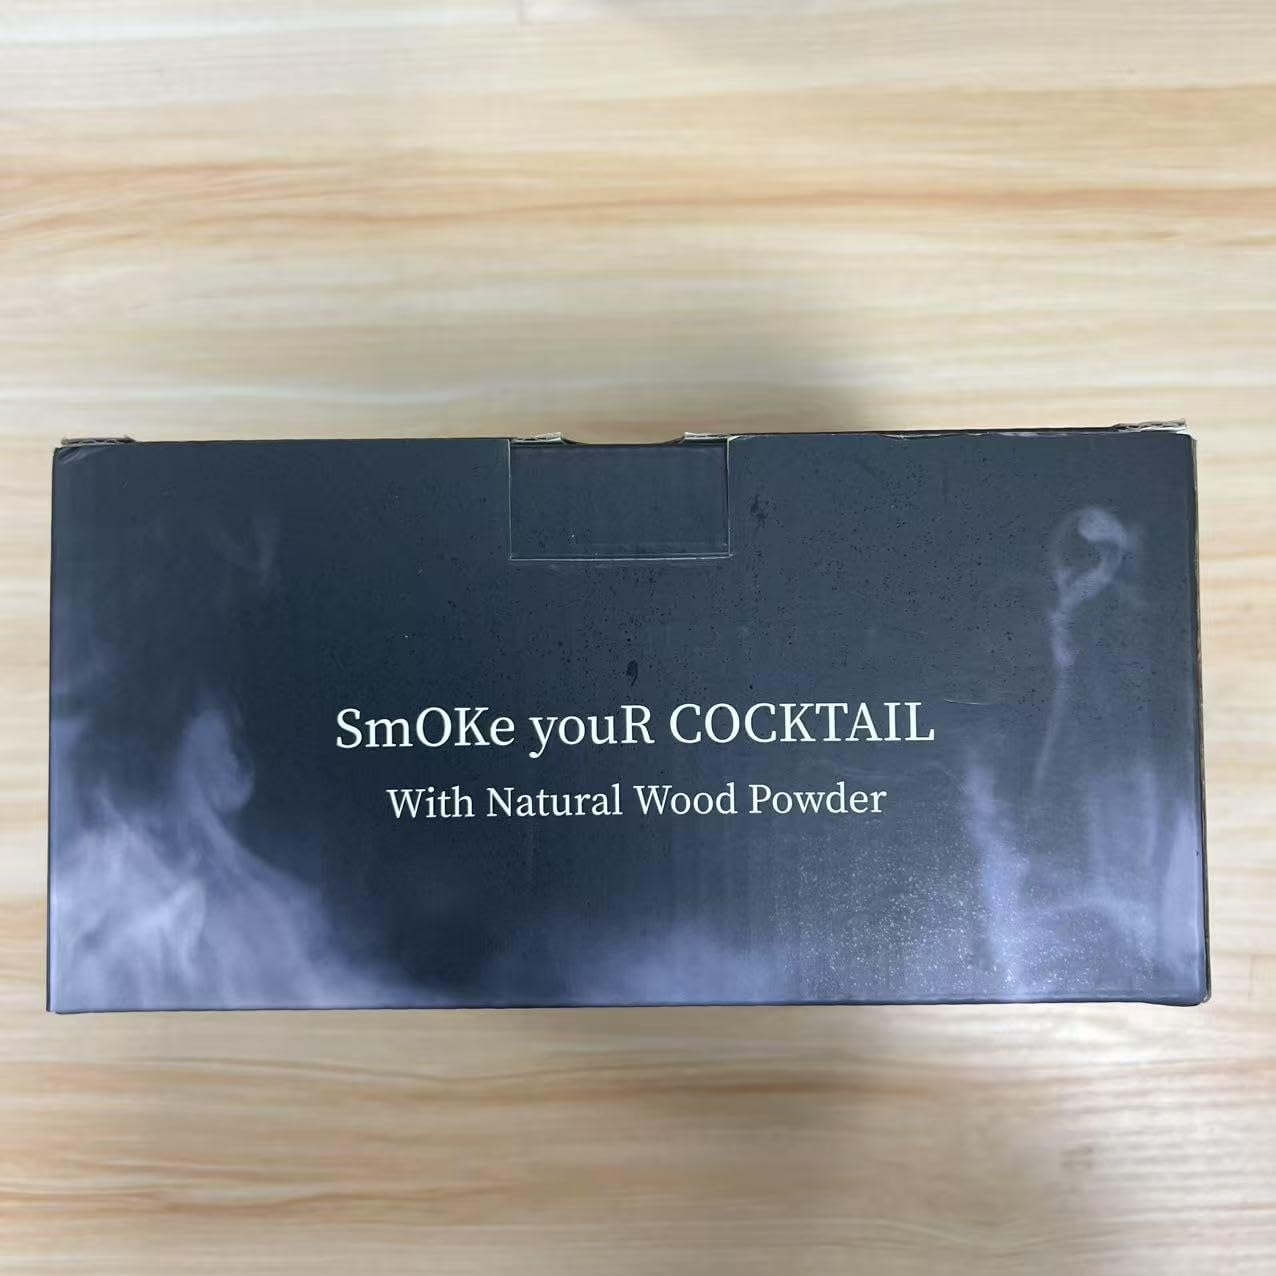 SmOKe youR COCKTAIL
With Natural Wood Powder